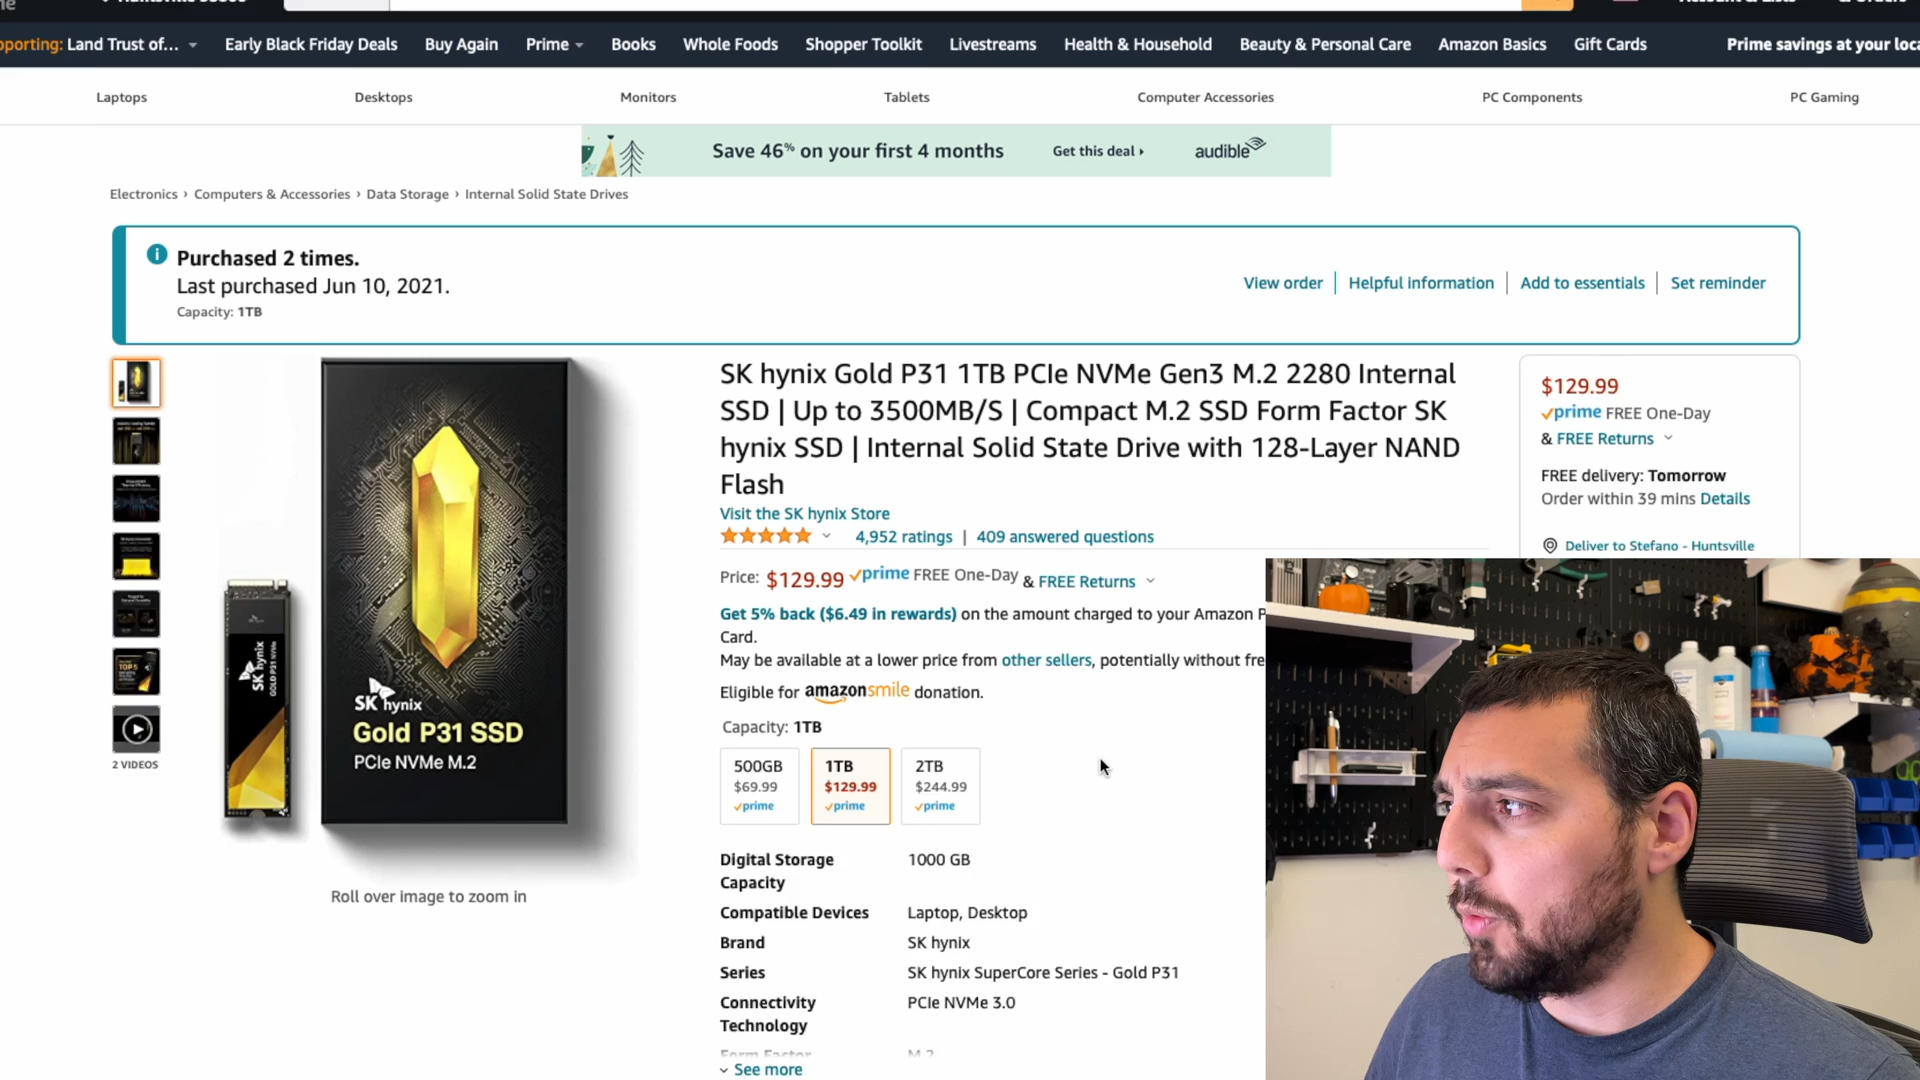 pporting: Land Trust of...
Early Black Friday Deals
Buy Again
Prime
Books
Whole Foods
Shopper Toolkit
Livestreams
Health & Household
Beauty & Personal Care
Amazon Basics
Gift Cards
Prime savings at your loca
Laptops
Desktops
Monitors
Tablets
Computer Accessories
PC Components
PC Gaming
Save 46% on your first 4 months
Get this deal
audible
Electronics › Computers & Accessories › Data Storage › Internal Solid State Drives
Purchased 2 times.
Last purchased Jun 10, 2021.
Capacity: 1TB
View order
Helpful information
Add to essentials
Set reminder
2 VIDEOS
SK hynix
GOLD P31 NVMe
SK hynix
Gold P31 SSD
PCIe NVMe M.2
Roll over image to zoom in
SK hynix Gold P31 1TB PCIe NVMe Gen3 M.2 2280 Internal
SSD | Up to 3500MB/S | Compact M.2 SSD Form Factor SK
hynix SSD | Internal Solid State Drive with 128-Layer NAND
Flash
Visit the SK hynix Store
4,952 ratings | 409 answered questions
Price: $129.99 prime FREE One-Day & FREE Returns
Get 5% back ($6.49 in rewards) on the amount charged to your Amazon P
Card.
May be available at a lower price from other sellers, potentially without fre
Eligible for amazonsmile donation.
Capacity: 1TB
500GB
$69.99
prime
1TB
$129.99
prime
2TB
$244.99
prime
Digital Storage Capacity 1000 GB
Compatible Devices Laptop, Desktop
Brand SK hynix
Series SK hynix SuperCore Series - Gold P31
Connectivity Technology PCIe NVMe 3.0
Form Factor M.2
See more
$129.99
prime FREE One-Day
& FREE Returns
FREE delivery: Tomorrow
Order within 39 mins Details
Deliver to Stefano - Huntsville